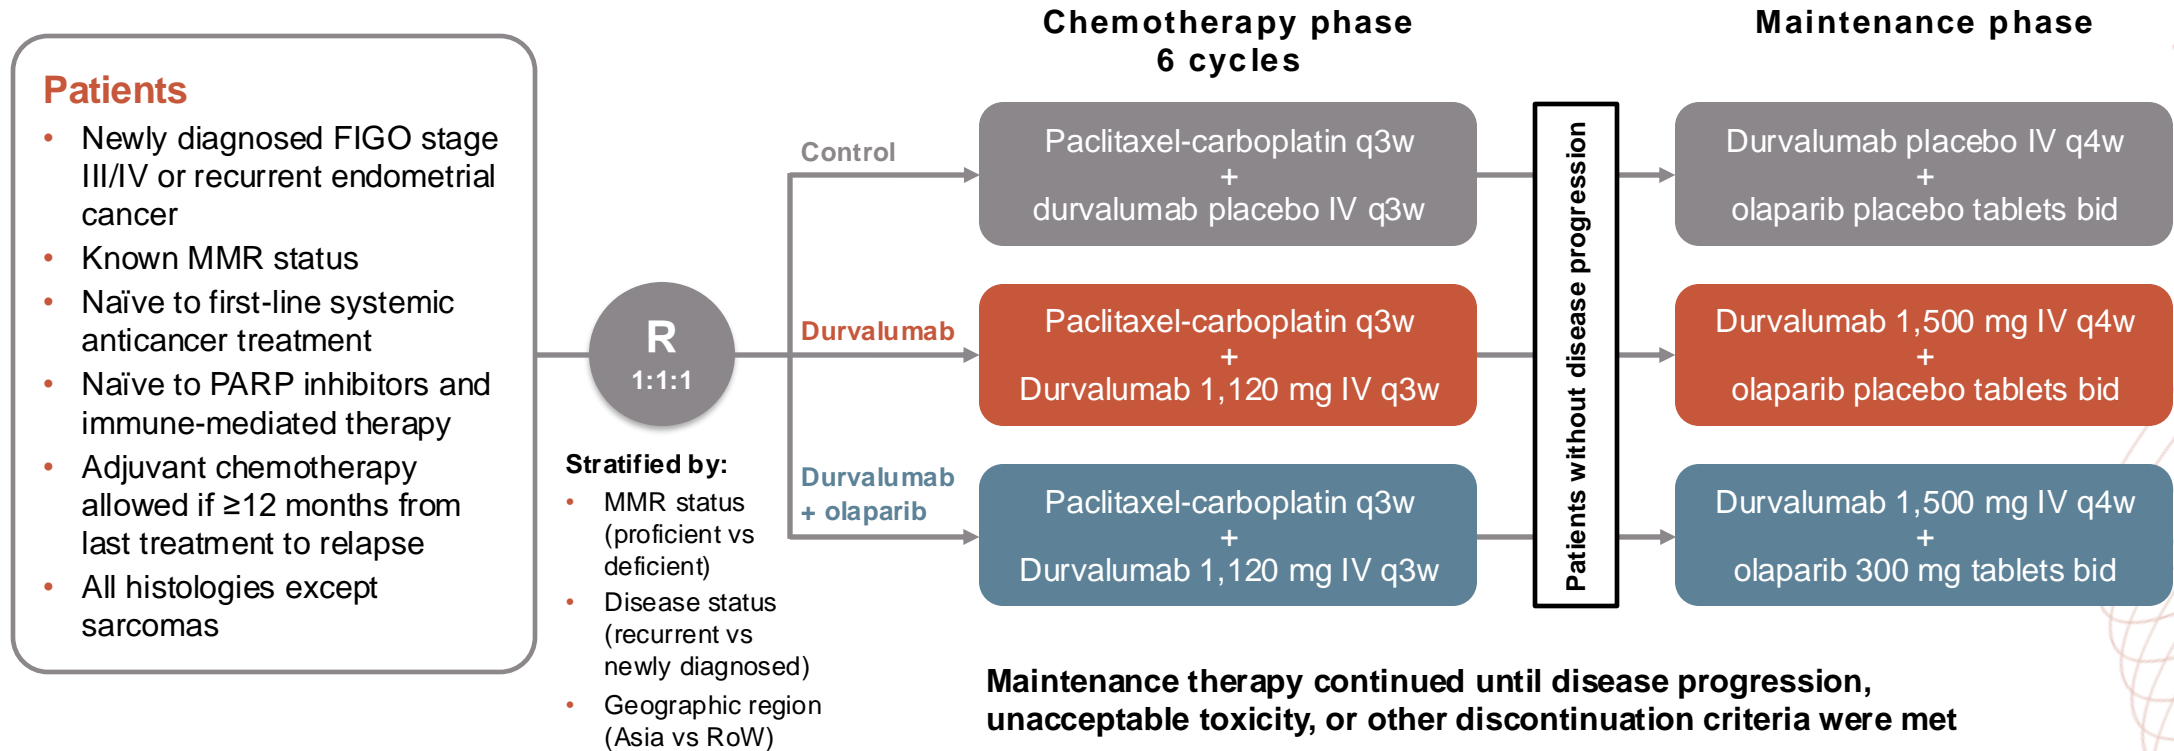 Chemotherapy phase
6 cycles
Maintenance phase
Patients
• Newly diagnosed FIGO stage
III/IV or recurrent endometrial
cancer
• Known MMR status
• Naïve to first-line systemic
anticancer treatment
• Naïve to PARP inhibitors and
immune-mediated therapy
• Adjuvant chemotherapy
allowed if ≥12 months from
last treatment to relapse
• All histologies except
sarcomas
R
1:1:1
Stratified by:
• MMR status
(proficient vs
deficient)
• Disease status
(recurrent vs
newly diagnosed)
• Geographic region
(Asia vs RoW)
Control
Paclitaxel-carboplatin q3w
+
durvalumab placebo IV q3w
Durvalumab
Paclitaxel-carboplatin q3w
+
Durvalumab 1,120 mg IV q3w
Durvalumab
+ olaparib
Paclitaxel-carboplatin q3w
+
Durvalumab 1,120 mg IV q3w
Patients without disease progression
Durvalumab placebo IV q4w
+
olaparib placebo tablets bid
Durvalumab 1,500 mg IV q4w
+
olaparib placebo tablets bid
Durvalumab 1,500 mg IV q4w
+
olaparib 300 mg tablets bid
Maintenance therapy continued until disease progression,
unacceptable toxicity, or other discontinuation criteria were met